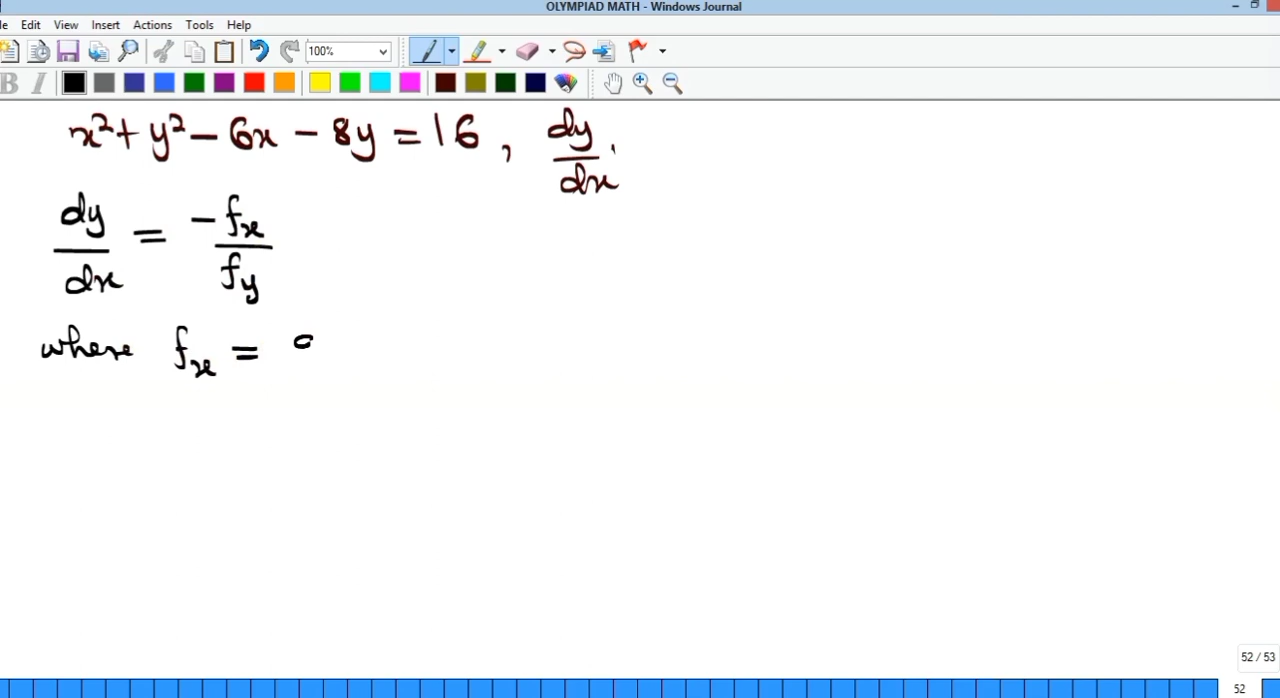 OLYMPIAD MATH - Windows Journal
le Edit View Insert Actions Tools Help
100%
B I
x² + y² - 6x - 8y = 16, dy/dx.
dy/dx = -fx/fy
where fx =
52 / 53
52